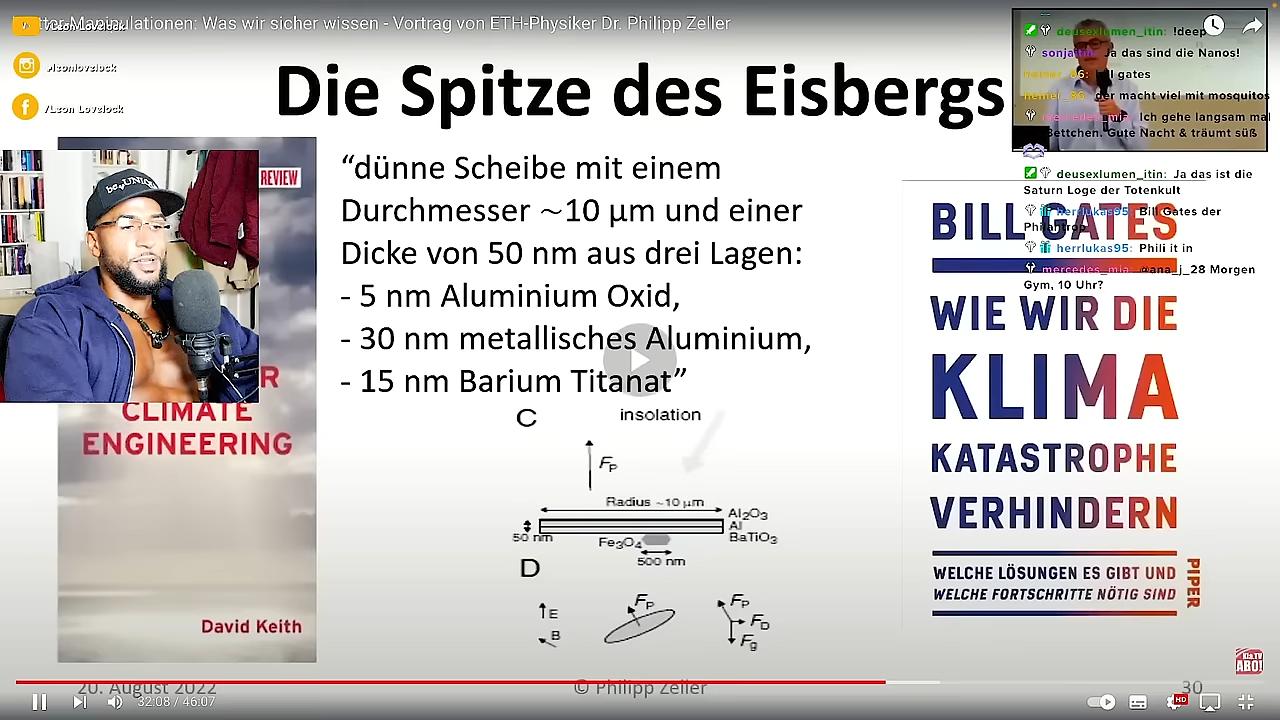 -Manipulationen: Was wir sicher wissen - Vortrag von ETH-Physiker Dr. Philipp Zeller
/Leon Lovelock
/leonlovelock
/Leon Lovelock
Die Spitze des Eisbergs
REVIEW
“dünne Scheibe mit einem
Durchmesser ~10 µm und einer
Dicke von 50 nm aus drei Lagen:
- 5 nm Aluminium Oxid,
- 30 nm metallisches Aluminium,
- 15 nm Barium Titanat”
CLIMATE
ENGINEERING
David Keith
C
insolation
Fp
Radius ~10 µm
Al2O3
Al
BaTiO3
50 nm
Fe3O4
500 nm
D
E
B
Fp
Fp
FD
Fg
deusexlumen_itin: !deep
Ja das sind die Nanos!
gates
der macht viel mit mosquitos
Ich gehe langsam mal
Bettchen. Gute Nacht & träumt süß
deusexlumen_itin: Ja das ist die
Saturn Loge der Totenkult
herrlukas95: Bill Gates der
herrlukas95: Phili it in
mercedes_mia: @ana_j_28 Morgen
Gym, 10 Uhr?
BILL GATES
WIE WIR DIE
KLIMA
KATASTROPHE
VERHINDERN
WELCHE LÖSUNGEN ES GIBT UND
WELCHE FORTSCHRITTE NÖTIG SIND
PIPER
ABO!
20. August 2022
© Philipp Zeller
30
32:08 / 46:07
HD